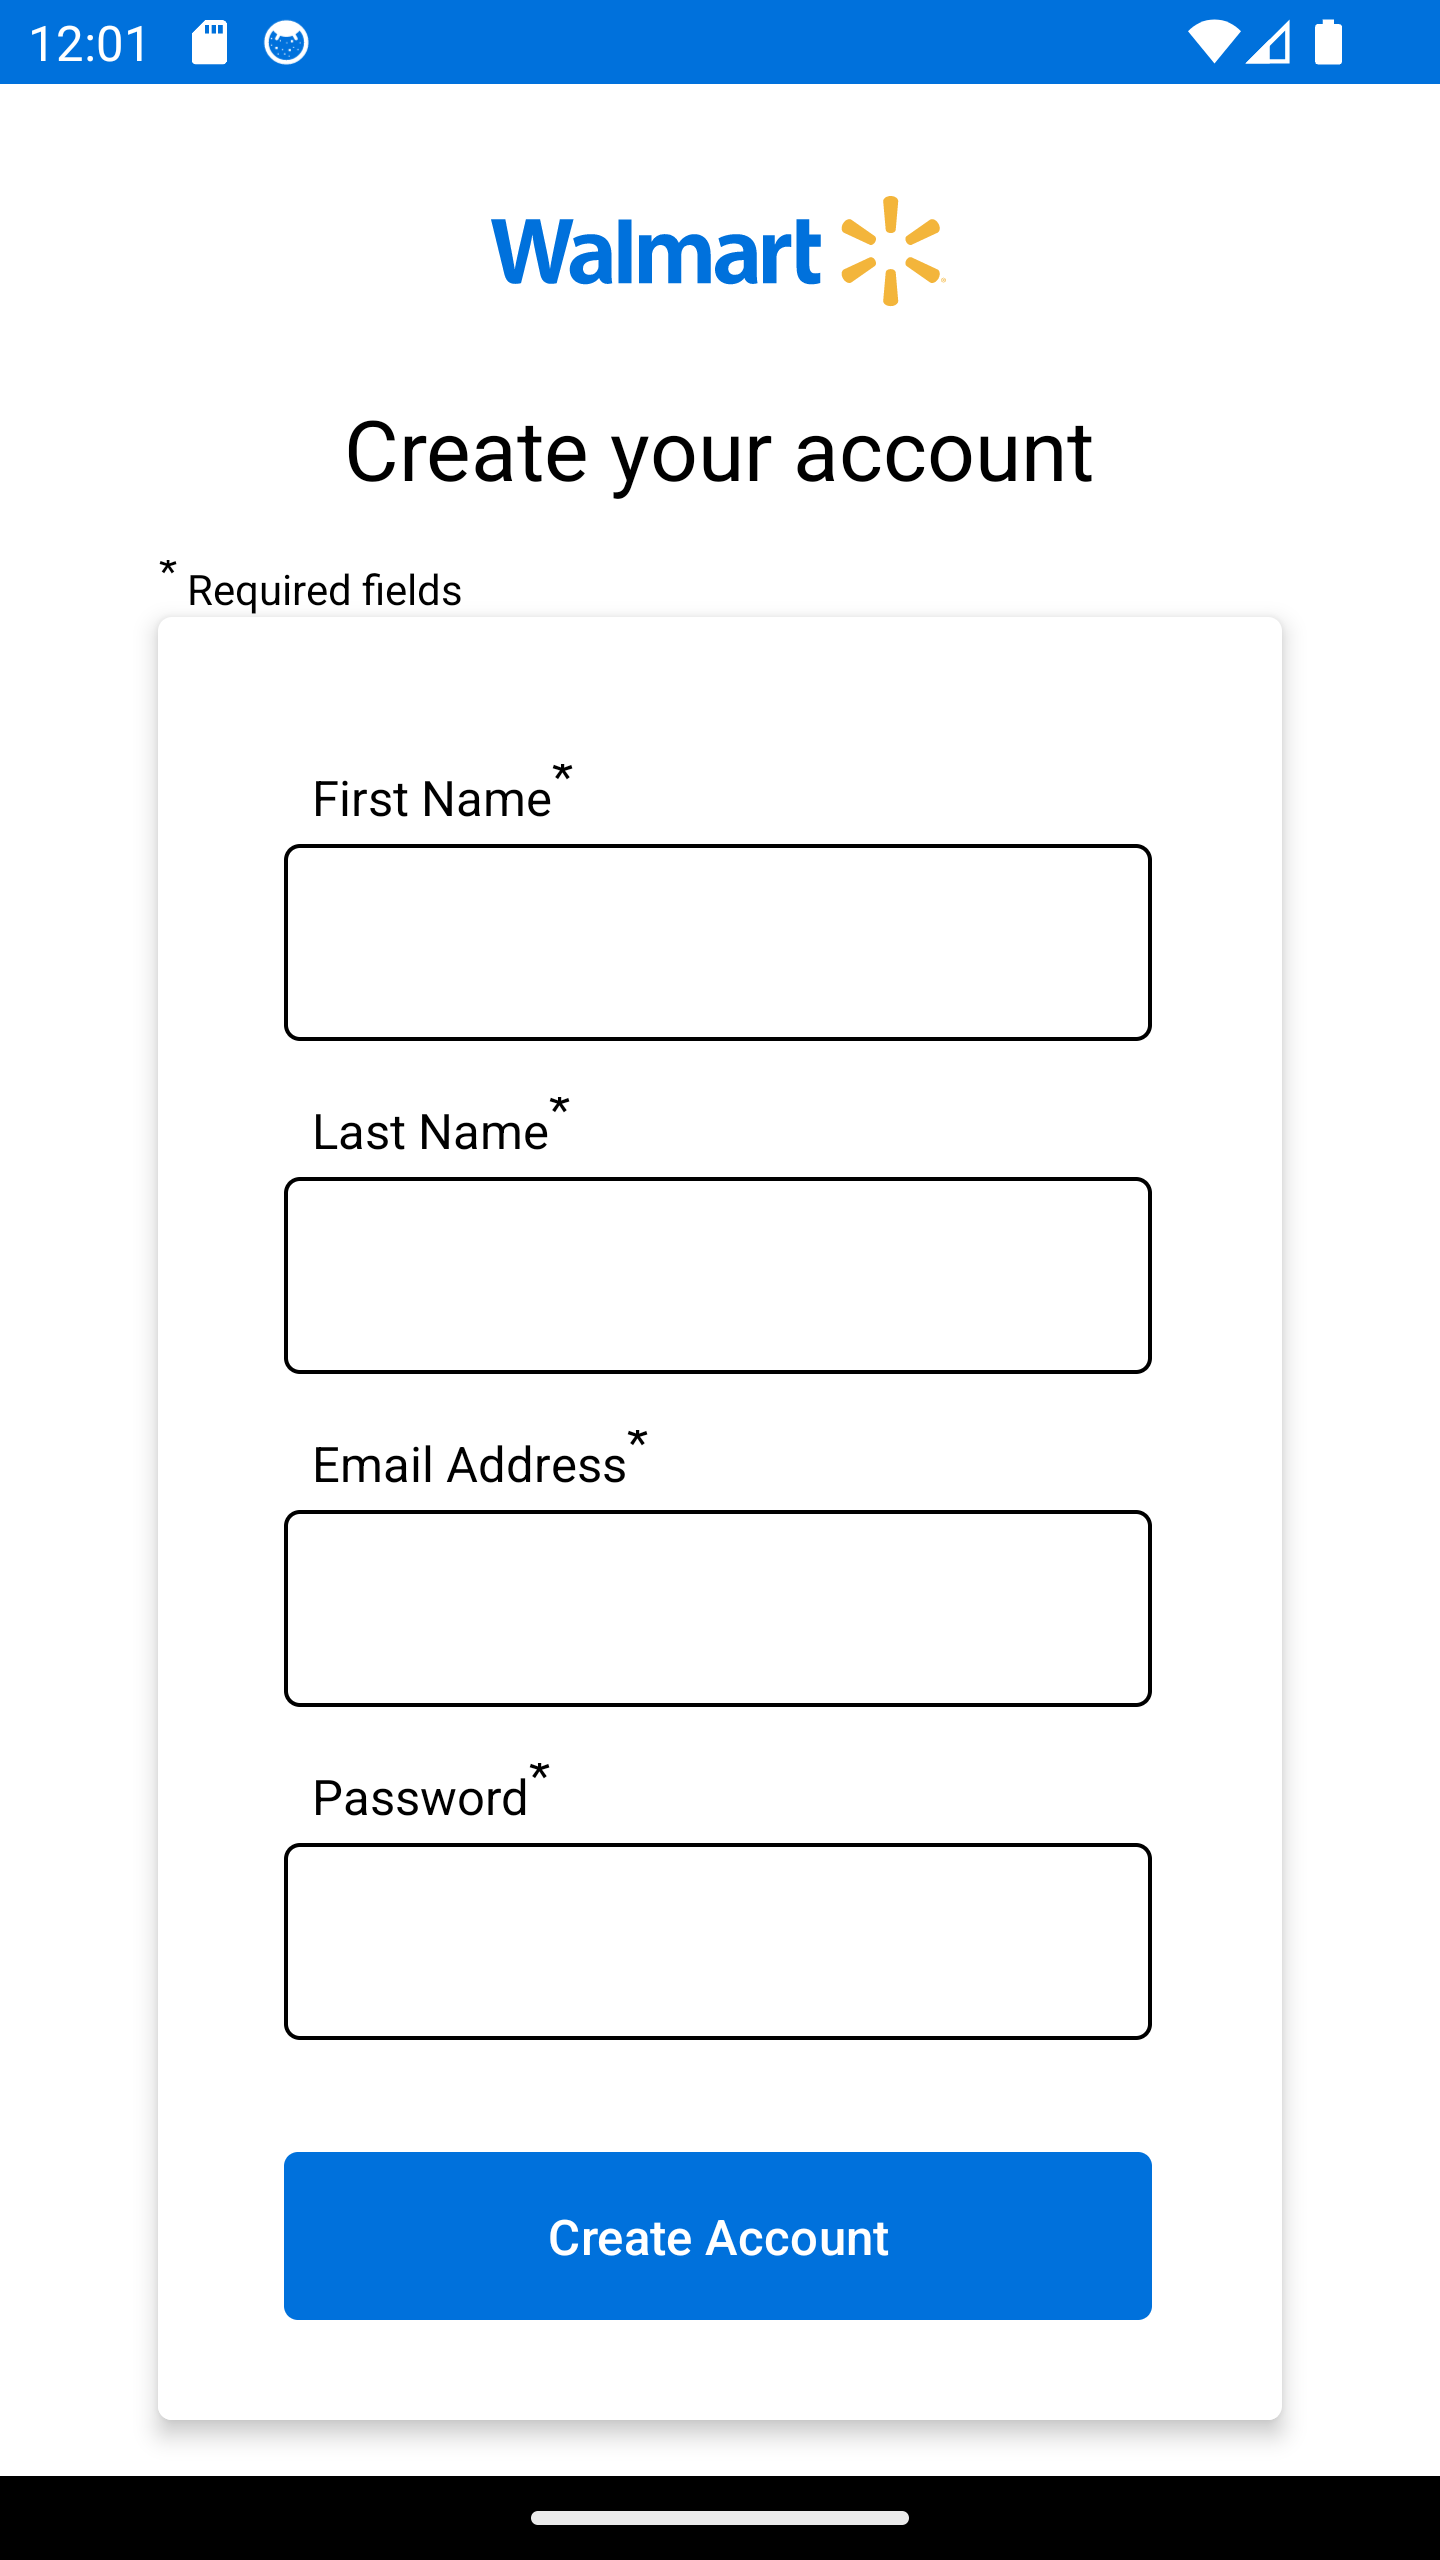 12:01
Walmart
Create your account
* Required fields
First Name*
Last Name*
Email Address*
Password*
Create Account